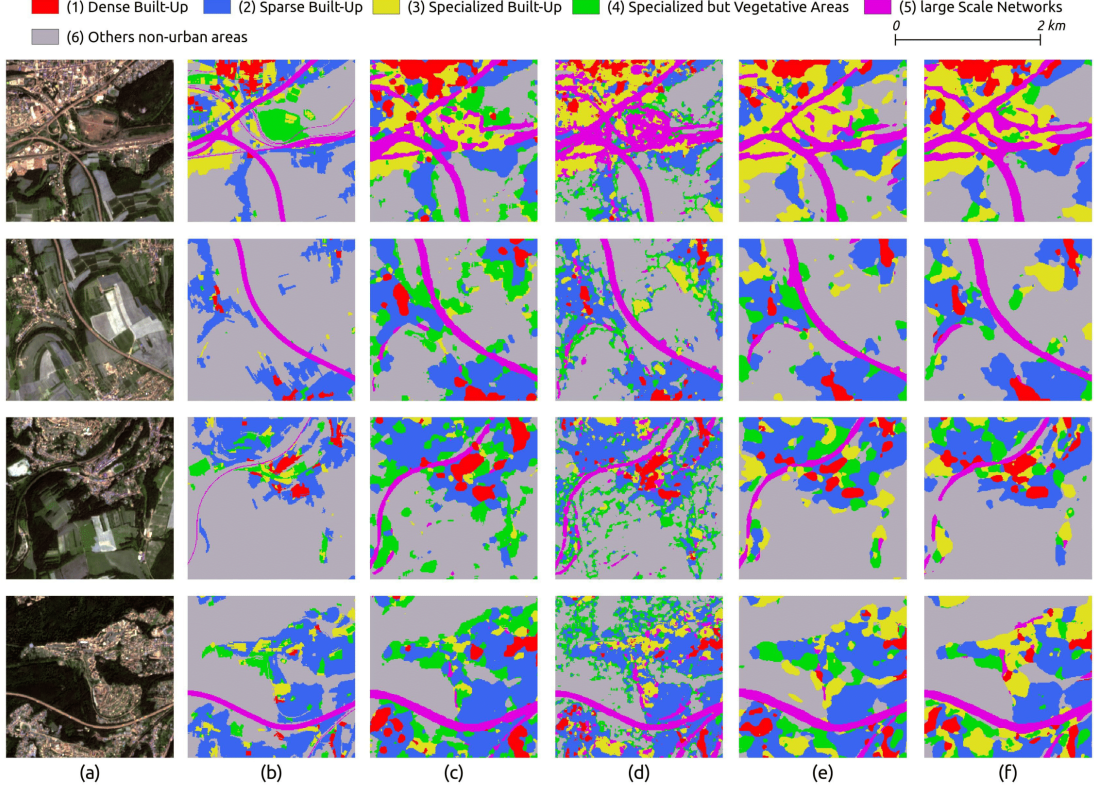 (1) Dense Built-Up (2) Sparse Built-Up (3) Specialized Built-Up (4) Specialized but Vegetative Areas (5) large Scale Networks
(6) Others non-urban areas 0 2 km
(a) (b) (c) (d) (e) (f)